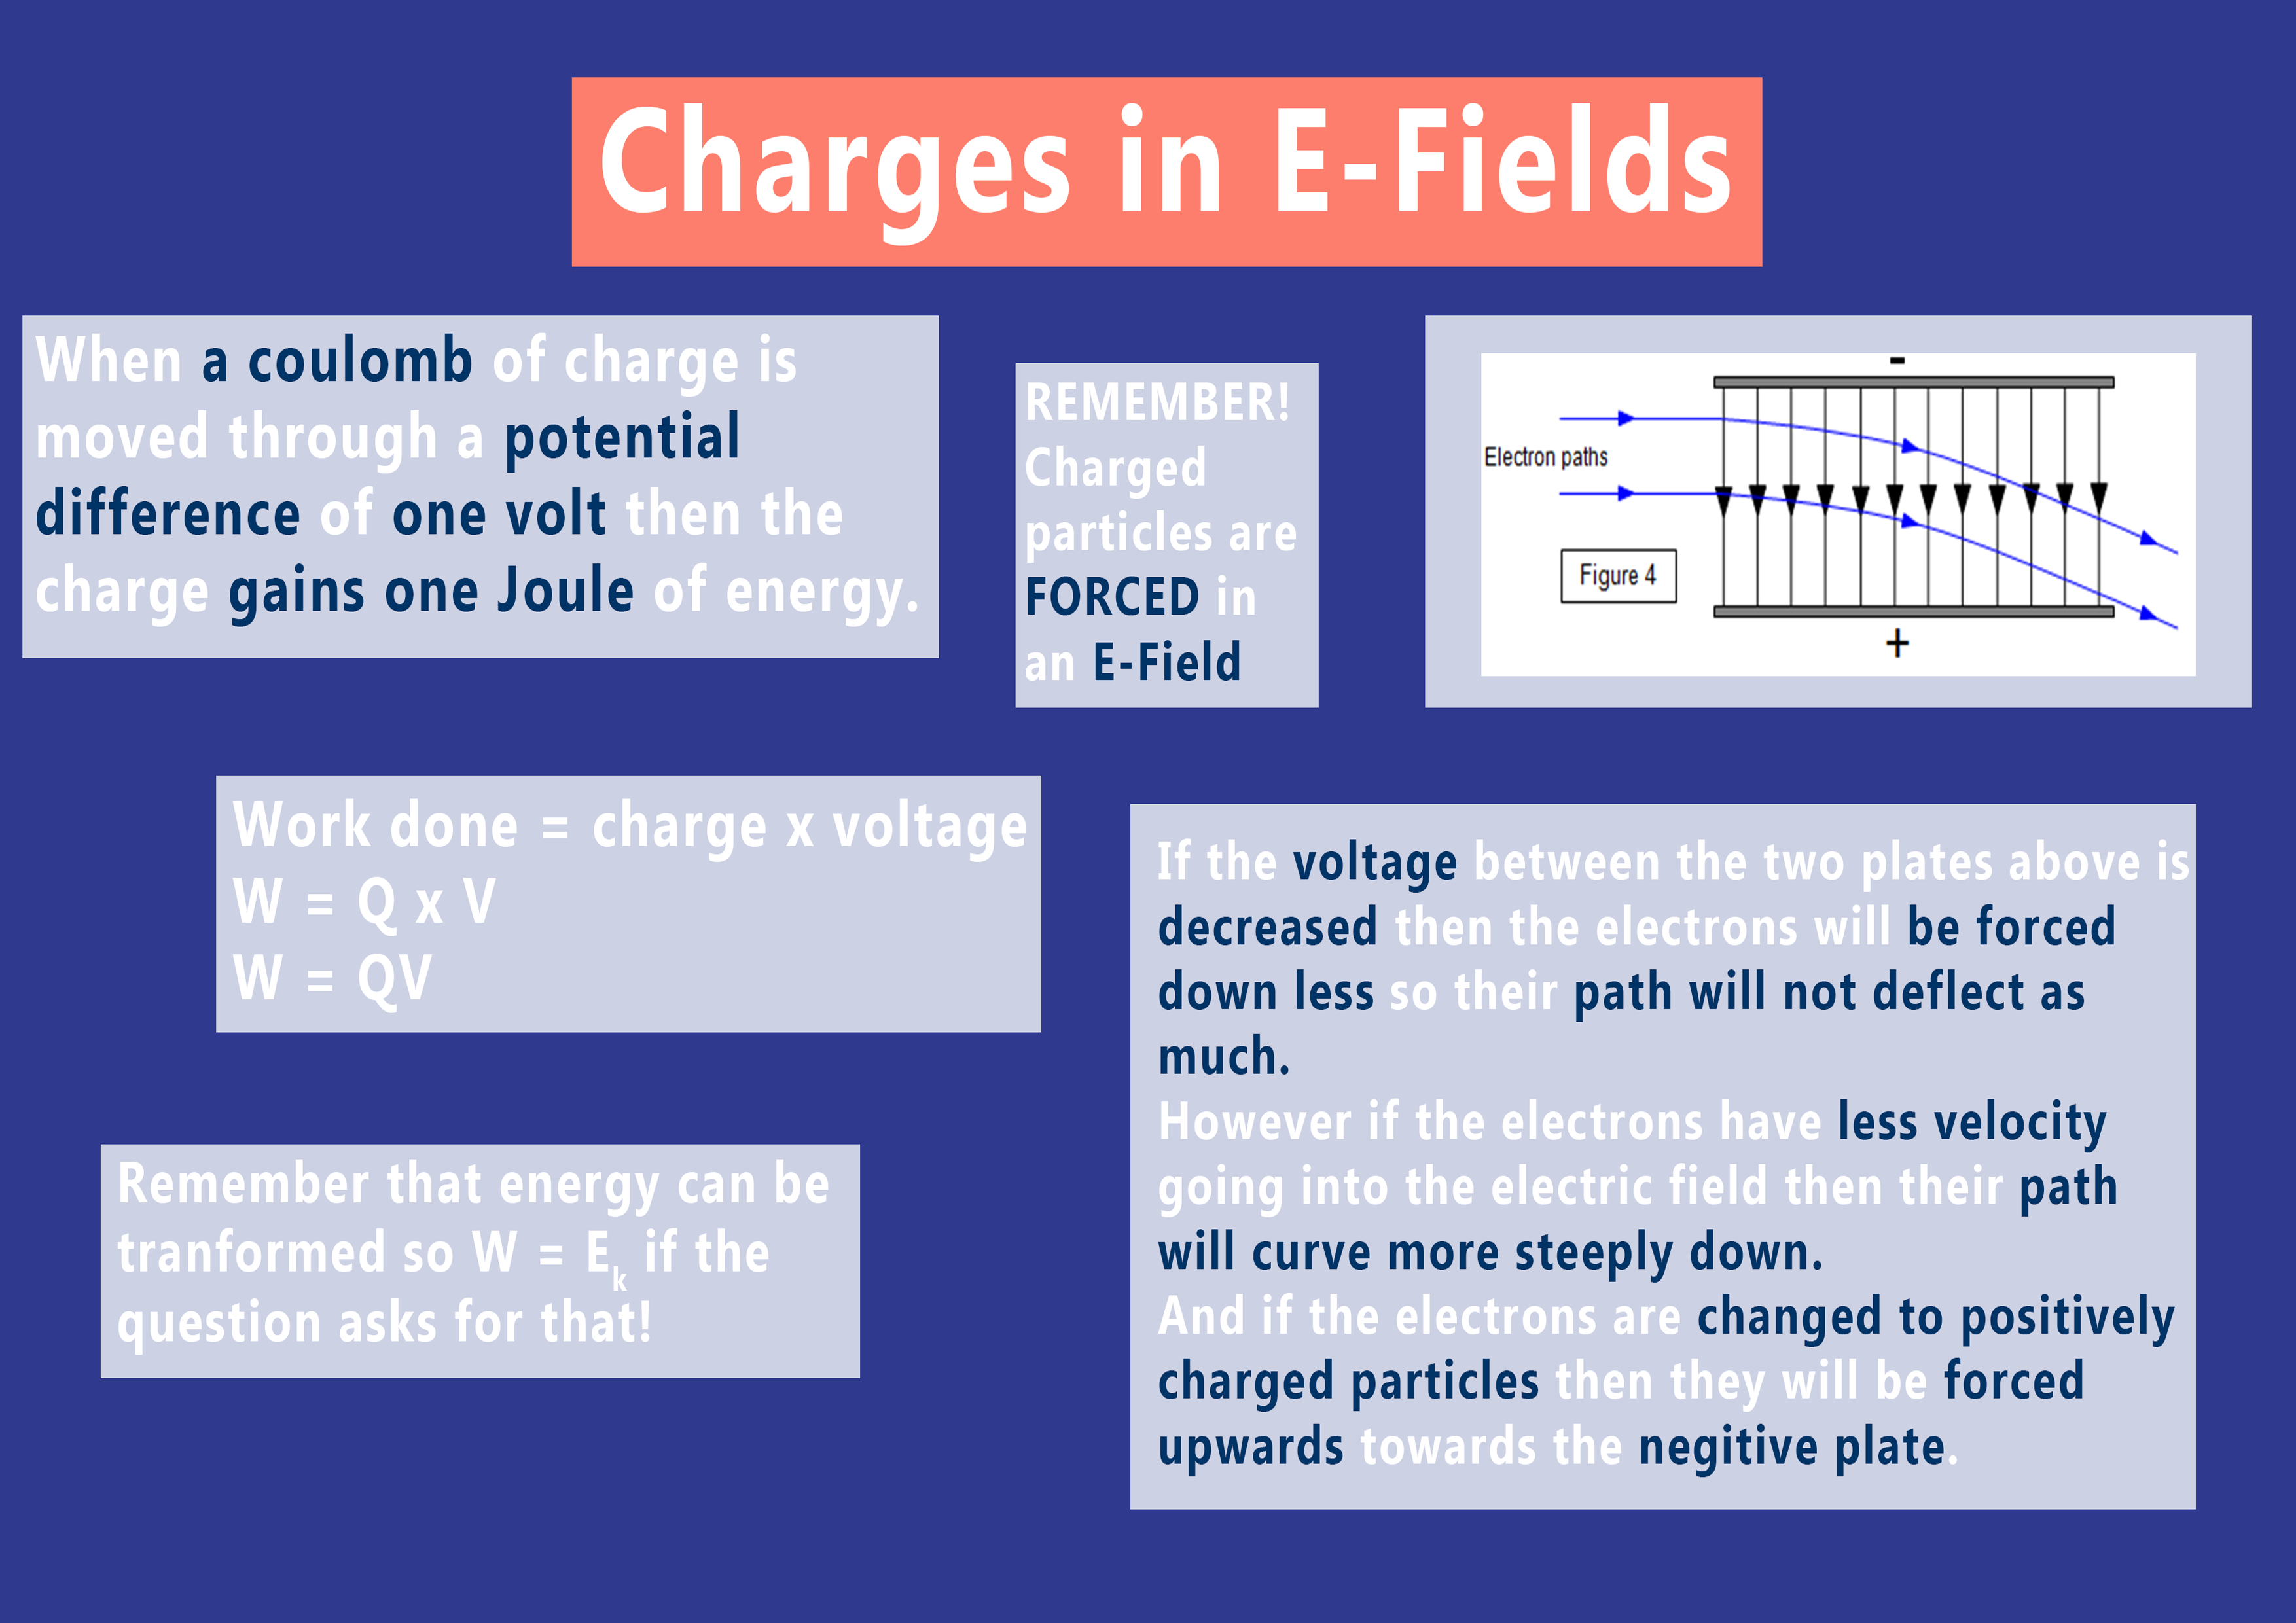 Charges in E-Fields
When a coulomb of charge is
moved through a potential
difference of one volt then the
charge gains one Joule of energy.
REMEMBER!
Charged
particles are
FORCED in
an E-Field
-
Electron paths
Figure 4
+
Work done = charge x voltage
W = Q x V
W = QV
If the voltage between the two plates above is
decreased then the electrons will be forced
down less so their path will not deflect as
much.
However if the electrons have less velocity
going into the electric field then their path
will curve more steeply down.
And if the electrons are changed to positively
charged particles then they will be forced
upwards towards the negitive plate.
Remember that energy can be
tranformed so W = Eₖ if the
question asks for that!